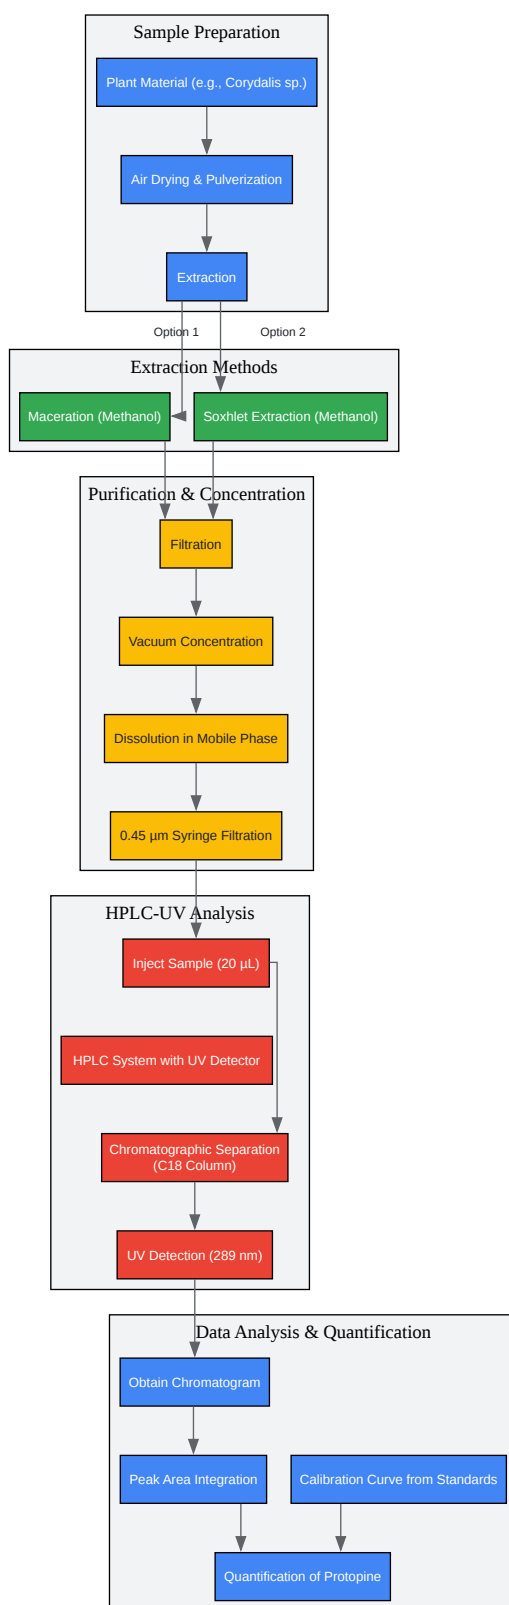 Sample Preparation
Plant Material (e.g., Corydalis sp.)
Air Drying & Pulverization
Extraction
Option 1
Option 2
Extraction Methods
Maceration (Methanol)
Soxhlet Extraction (Methanol)
Purification & Concentration
Filtration
Vacuum Concentration
Dissolution in Mobile Phase
0.45 µm Syringe Filtration
HPLC-UV Analysis
Inject Sample (20 µL)
HPLC System with UV Detector
Chromatographic Separation
(C18 Column)
UV Detection (289 nm)
Data Analysis & Quantification
Obtain Chromatogram
Peak Area Integration
Calibration Curve from Standards
Quantification of Protopine